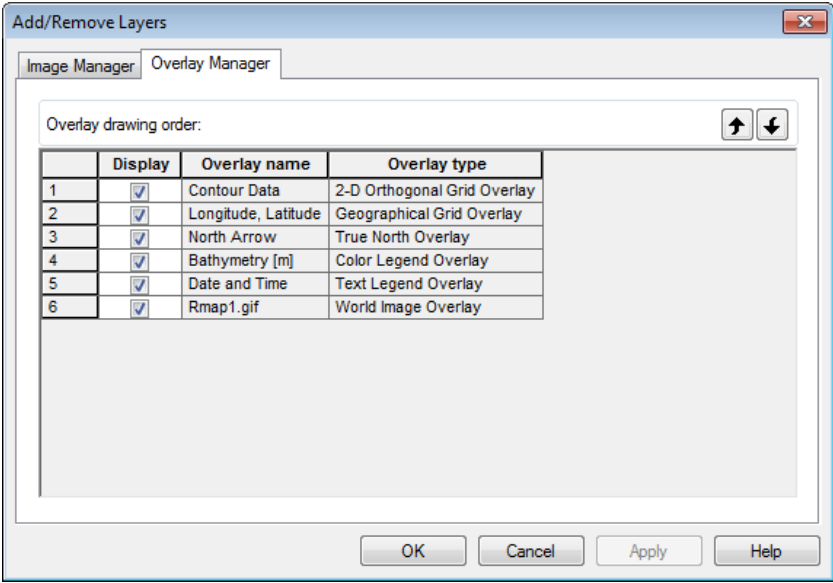 Add/Remove Layers
Image Manager Overlay Manager
Overlay drawing order:
Display Overlay name Overlay type
1 Contour Data 2-D Orthogonal Grid Overlay
2 Longitude, Latitude Geographical Grid Overlay
3 North Arrow True North Overlay
4 Bathymetry [m] Color Legend Overlay
5 Date and Time Text Legend Overlay
6 Rmap1.gif World Image Overlay
OK Cancel Apply Help